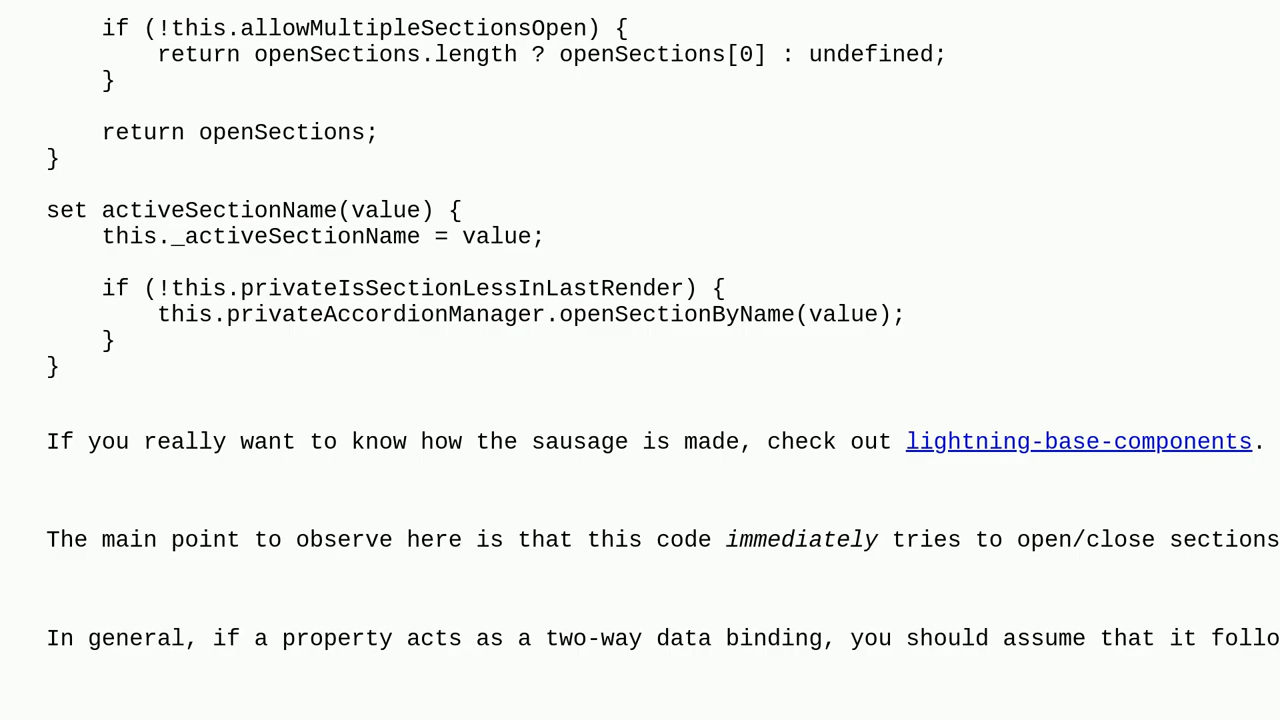 if (!this.allowMultipleSectionsOpen) {
return openSections.length ? openSections[0] : undefined;
}
return openSections;
}
set activeSectionName(value) {
this._activeSectionName = value;
if (!this.privateIsSectionLessInLastRender) {
this.privateAccordionManager.openSectionByName(value);
}
}
If you really want to know how the sausage is made, check out lightning-base-components.
The main point to observe here is that this code immediately tries to open/close sections
In general, if a property acts as a two-way data binding, you should assume that it follo